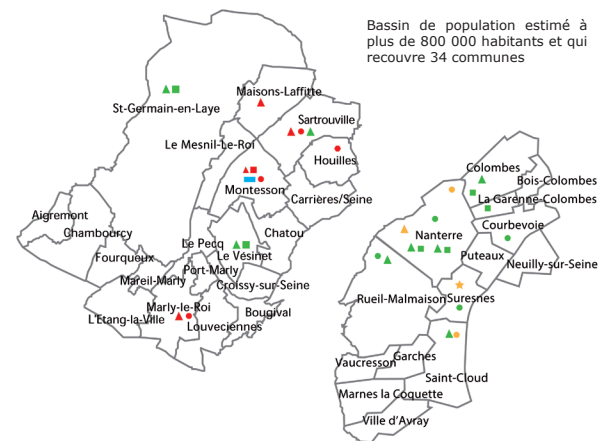 Bassin de population estimé à
plus de 800 000 habitants et qui
recouvre 34 communes
Maisons-Laffitte
St-Germain-en-Laye
Sartrouville
Le Mesnil-Le-Roi
Houilles
Montesson
Carrières/Seine
Colombes
Bois-Colombes
La Garenne-Colombes
Aigremont
Chambourcy
Chatou
Courbevoie
Nanterre
Le Pecq
Le Vésinet
Fourqueux
Port-Marly
Puteaux
Neuilly-sur-Seine
Mareil-Marly
Croissy-sur-Seine
Rueil-Malmaison
Suresnes
Marly-le-Roi
Bougival
L'Etang-la-Ville
Louveciennes
Garches
Vaucresson
Saint-Cloud
Marnes la Coquette
Ville d'Avray